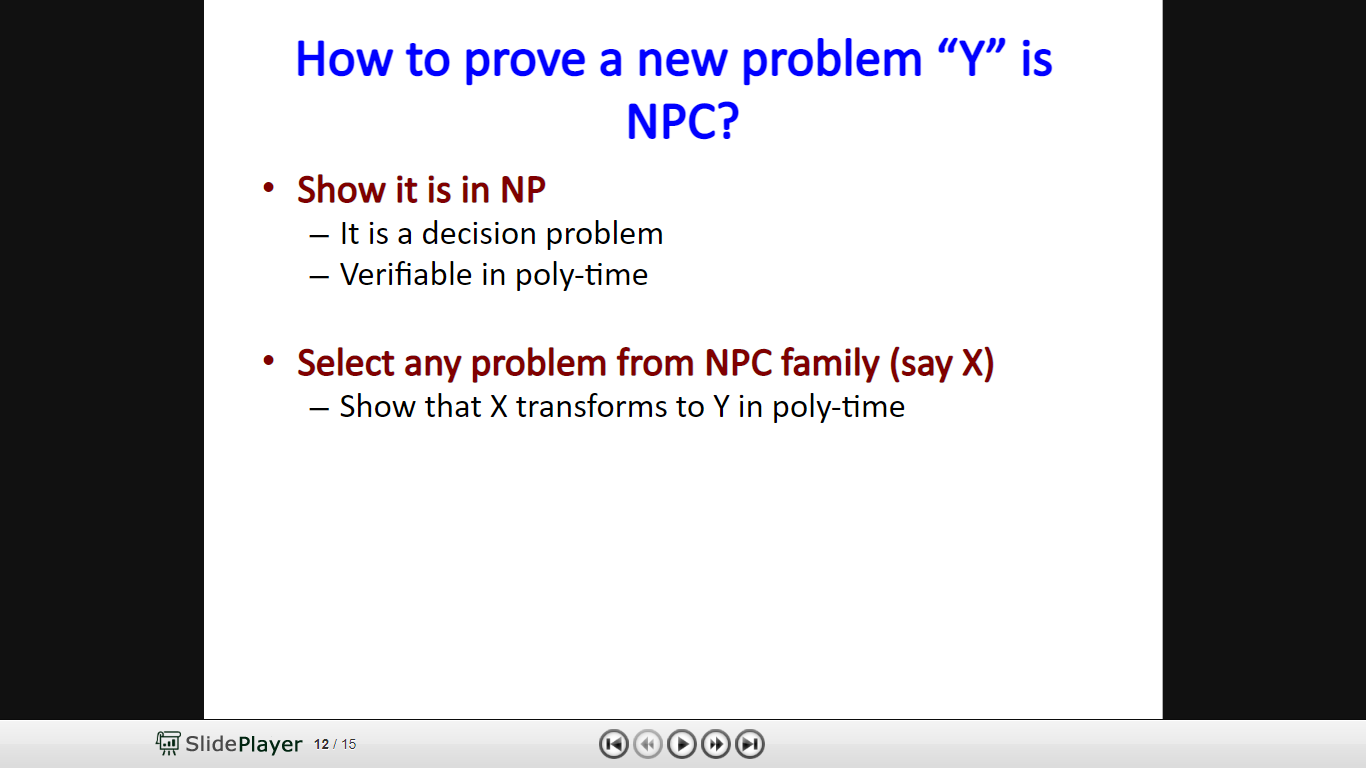 How to prove a new problem “Y” is
NPC?
• Show it is in NP
– It is a decision problem
– Verifiable in poly-time
• Select any problem from NPC family (say X)
– Show that X transforms to Y in poly-time
SlidePlayer 12 / 15